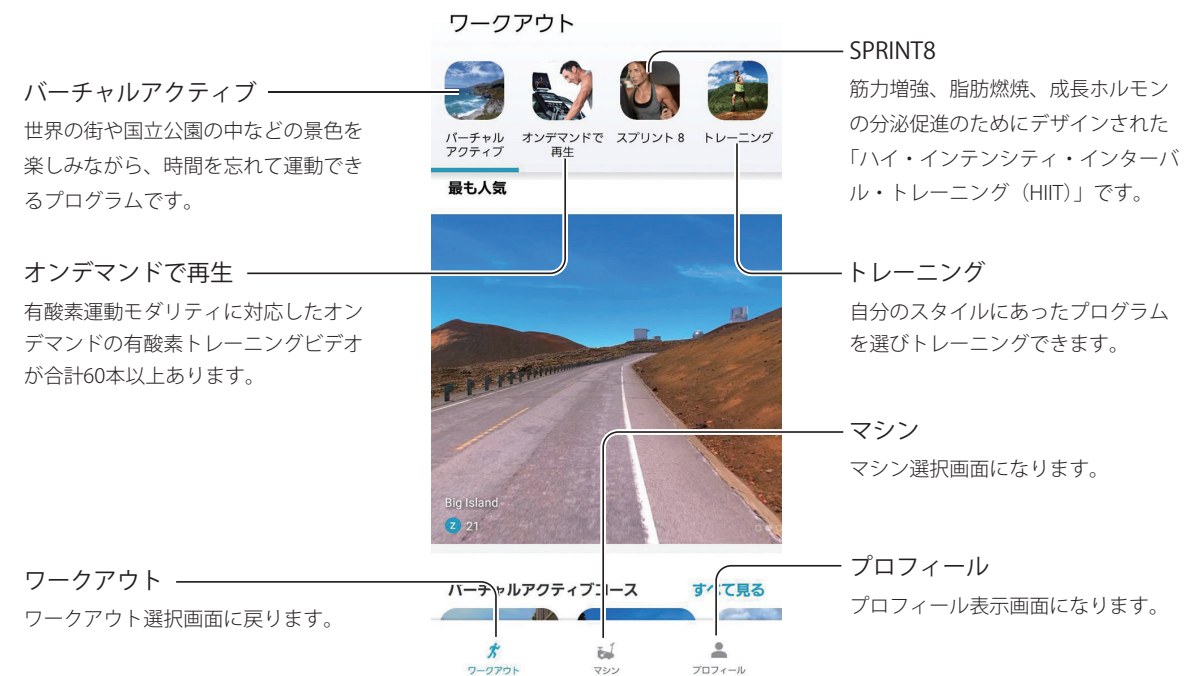 ワークアウト
バーチャルアクティブ
世界の街や国立公園の中などの景色を
楽しみながら、時間を忘れて運動でき
るプログラムです。
オンデマンドで再生
有酸素運動モダリティに対応したオン
デマンドの有酸素トレーニングビデオ
が合計60本以上あります。
ワークアウト
ワークアウト選択画面に戻ります。
バーチャル
アクティブ
オンデマンドで
再生
スプリント 8
トレーニング
最も人気
Big Island
Z 21
バーチャルアクティブコース
すべて見る
ワークアウト
マシン
プロフィール
SPRINT8
筋力増強、脂肪燃焼、成長ホルモン
の分泌促進のためにデザインされた
「ハイ・インテンシティ・インターバ
ル・トレーニング（HIIT）」です。
トレーニング
自分のスタイルにあったプログラム
を選びトレーニングできます。
マシン
マシン選択画面になります。
プロフィール
プロフィール表示画面になります。